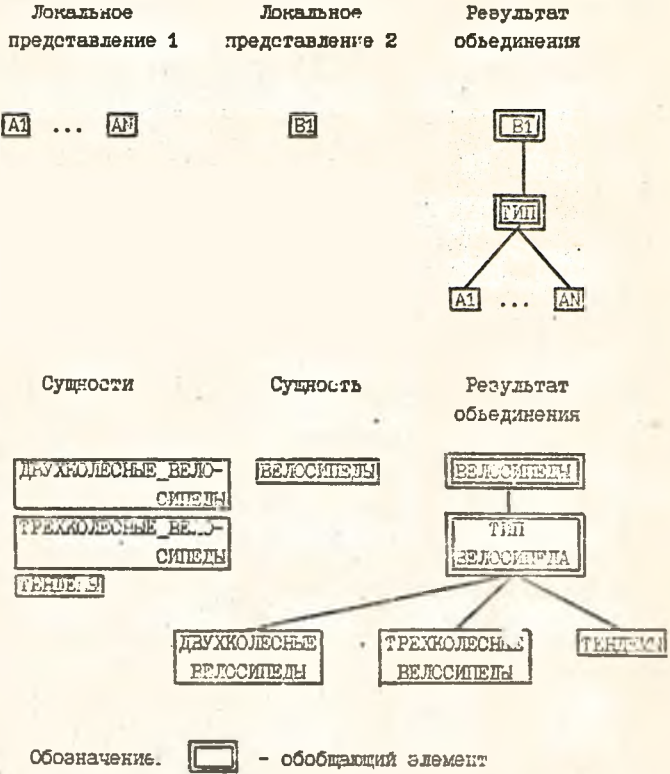 Локальное Локальное Результат
представление 1 представление 2 объединения
A1 ... AN B1 B1
ТИП
A1 ... AN
Сущности Сущность Результат
объединения
ДВУХКОЛЕСНЫЕ_ВЕЛО- ВЕЛОСИПЕДЫ ВЕЛОСИПЕДЫ
СИПЕДЫ
ТРЕХКОЛЕСНЫЕ_ВЕЛО- ТИП
СИПЕДЫ ВЕЛОСИПЕДА
ТЕНДЕМЫ
ДВУХКОЛЕСНЫЕ ТРЕХКОЛЕСНЫЕ ТЕНДЕМЫ
ВЕЛОСИПЕДЫ ВЕЛОСИПЕДЫ
Обозначение. - обобщающий элемент